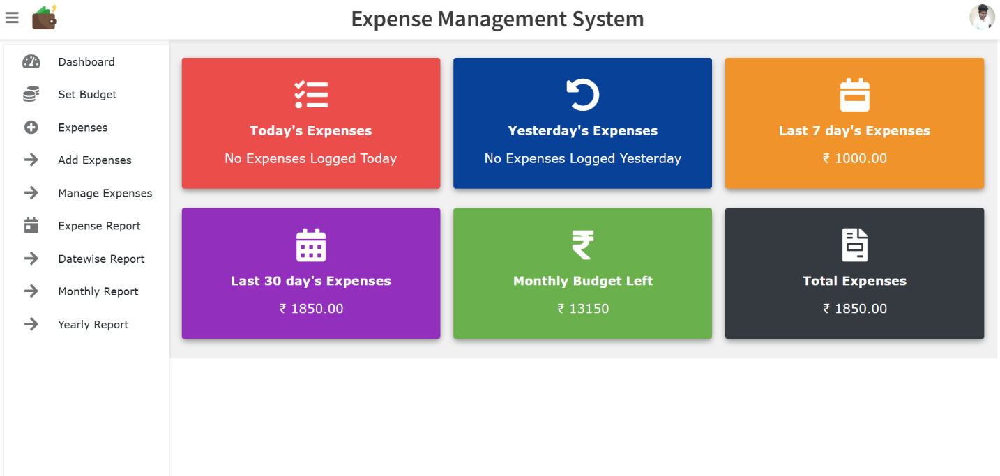 Expense Management System
Dashboard
Set Budget
Expenses
Add Expenses
Manage Expenses
Expense Report
Datewise Report
Monthly Report
Yearly Report
Today's Expenses
No Expenses Logged Today
Yesterday's Expenses
No Expenses Logged Yesterday
Last 7 day's Expenses
₹ 1000.00
Last 30 day's Expenses
₹ 1850.00
Monthly Budget Left
₹ 13150
Total Expenses
₹ 1850.00